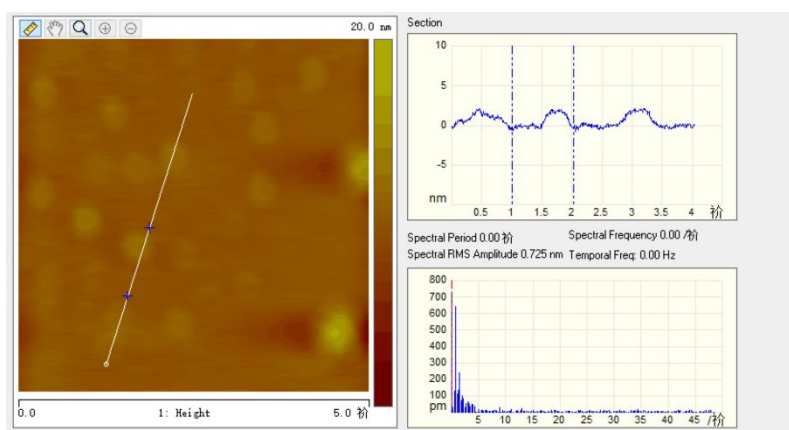 20.0 nm
Section
10
5
0
-5
nm
0.5 1 1.5 2 2.5 3 3.5 4 祄
Spectral Period 0.00 祄
Spectral Frequency 0.00 /祄
Spectral RMS Amplitude 0.725 nm
Temporal Freq: 0.00 Hz
800
700
600
500
400
300
200
100
pm
5 10 15 20 25 30 35 40 45 /祄
0.0
1: Height
5.0 祄